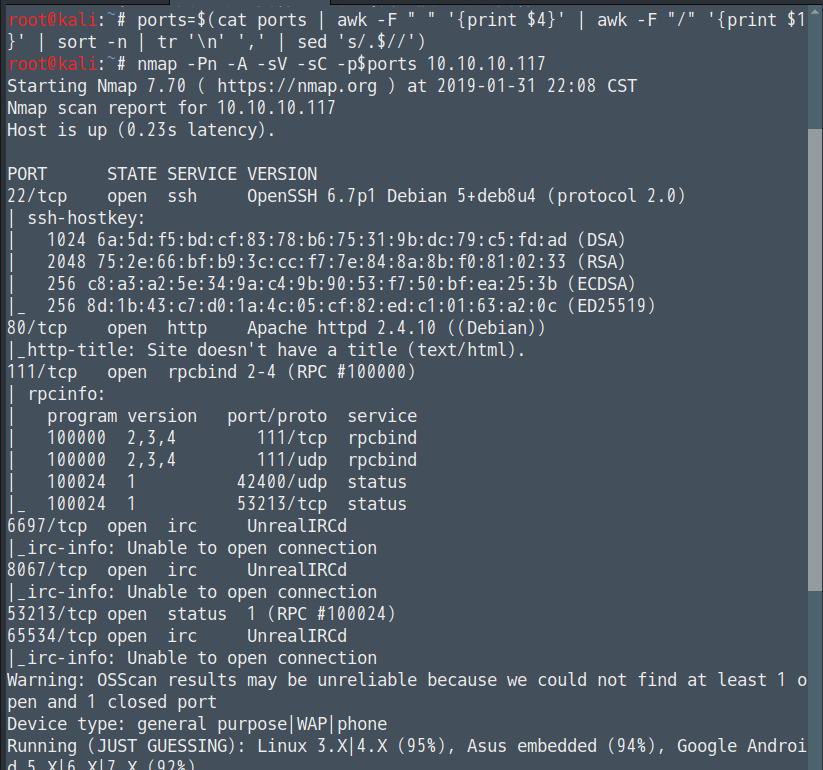 root@kali:~# ports=$(cat ports | awk -F " " '{print $4}' | awk -F "/" '{print $1
}' | sort -n | tr '\n' ',' | sed 's/.$//')
root@kali:~# nmap -Pn -A -sV -sC -p$ports 10.10.10.117
Starting Nmap 7.70 ( https://nmap.org ) at 2019-01-31 22:08 CST
Nmap scan report for 10.10.10.117
Host is up (0.23s latency).

PORT      STATE SERVICE VERSION
22/tcp    open  ssh     OpenSSH 6.7p1 Debian 5+deb8u4 (protocol 2.0)
| ssh-hostkey:
|   1024 6a:5d:f5:bd:cf:83:78:b6:75:31:9b:dc:79:c5:fd:ad (DSA)
|   2048 75:2e:66:bf:b9:3c:cc:f7:7e:84:8a:8b:f0:81:02:33 (RSA)
|   256 c8:a3:a2:5e:34:9a:c4:9b:90:53:f7:50:bf:ea:25:3b (ECDSA)
|_  256 8d:1b:43:c7:d0:1a:4c:05:cf:82:ed:c1:01:63:a2:0c (ED25519)
80/tcp    open  http    Apache httpd 2.4.10 ((Debian))
|_http-title: Site doesn't have a title (text/html).
111/tcp   open  rpcbind 2-4 (RPC #100000)
| rpcinfo:
|   program version   port/proto  service
|   100000  2,3,4        111/tcp  rpcbind
|   100000  2,3,4        111/udp  rpcbind
|   100024  1          42400/udp  status
|_  100024  1          53213/tcp  status
6697/tcp  open  irc     UnrealIRCd
|_irc-info: Unable to open connection
8067/tcp  open  irc     UnrealIRCd
|_irc-info: Unable to open connection
53213/tcp open  status  1 (RPC #100024)
65534/tcp open  irc     UnrealIRCd
|_irc-info: Unable to open connection
Warning: OSScan results may be unreliable because we could not find at least 1 o
pen and 1 closed port
Device type: general purpose|WAP|phone
Running (JUST GUESSING): Linux 3.X|4.X (95%), Asus embedded (94%), Google Androi
d 5.X|6.X|7.X (92%)